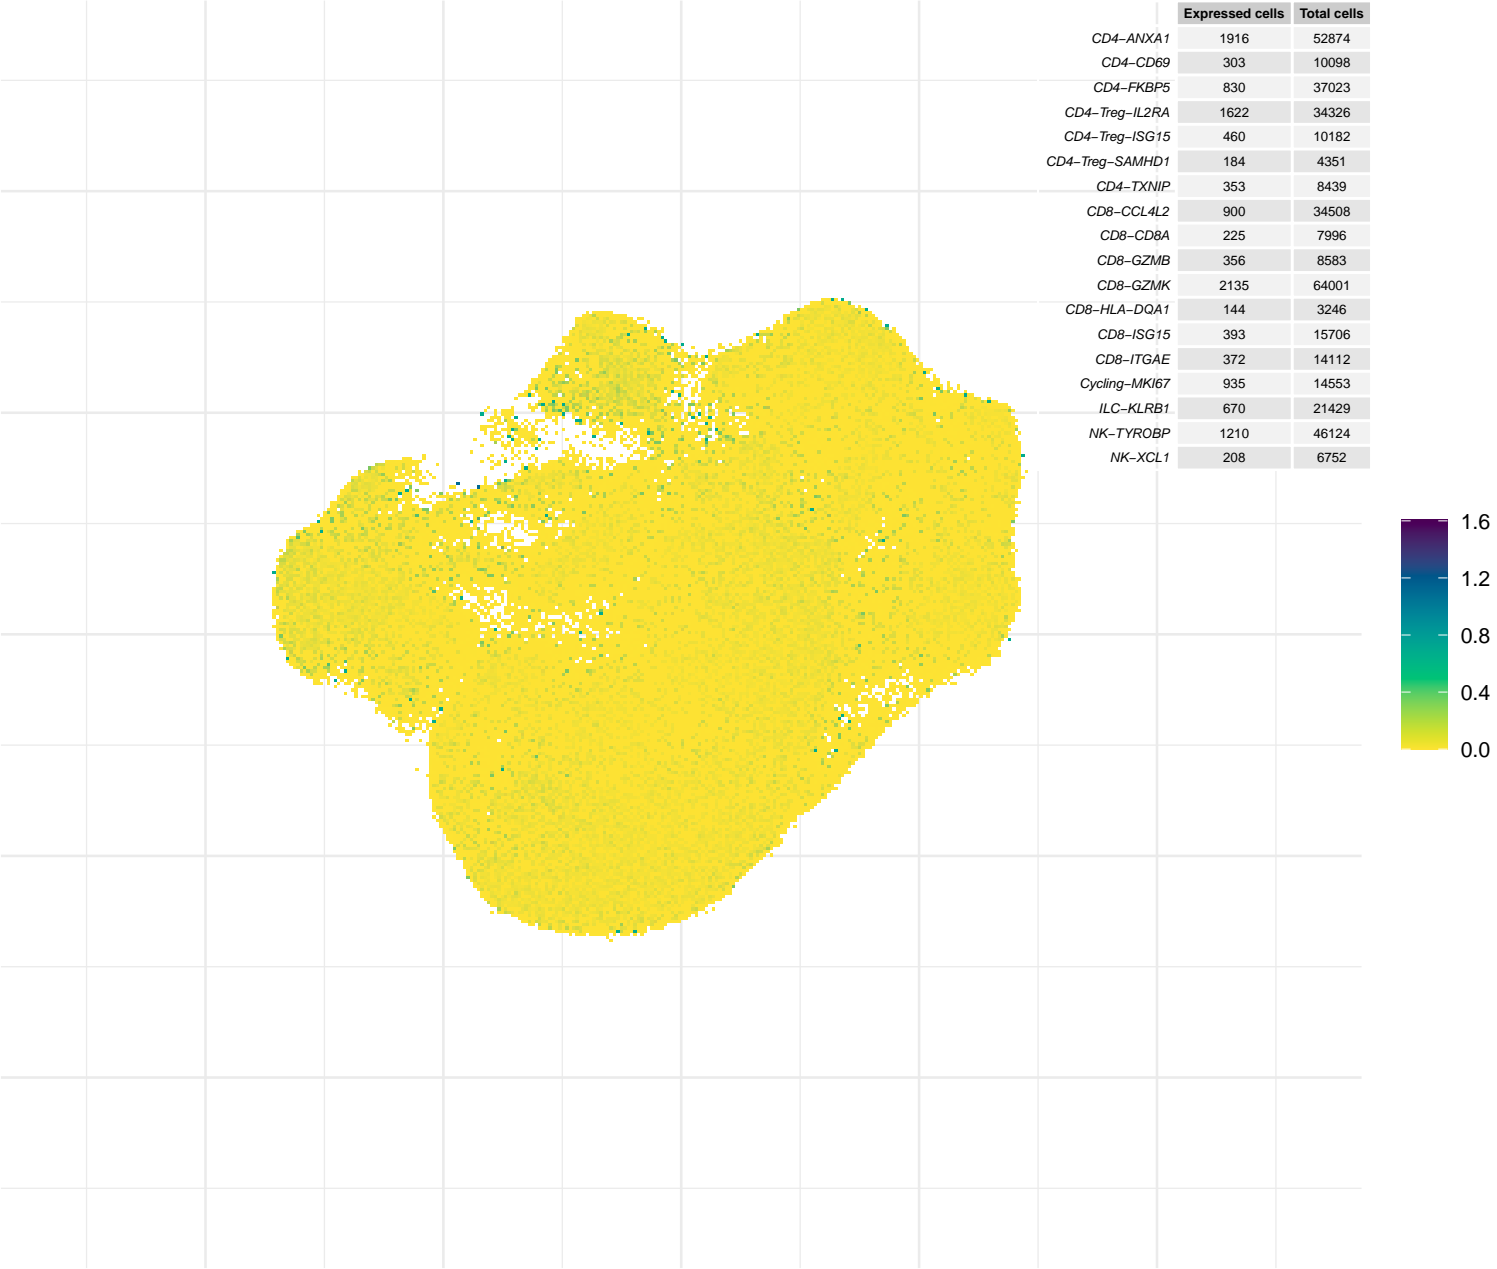 Expressed cells Total cells
CD4−ANXA1 1916 52874
CD4−CD69 303 10098
CD4−FKBP5 830 37023
CD4−Treg−IL2RA 1622 34326
CD4−Treg−ISG15 460 10182
CD4−Treg−SAMHD1 184 4351
CD4−TXNIP 353 8439
CD8−CCL4L2 900 34508
CD8−CD8A 225 7996
CD8−GZMB 356 8583
CD8−GZMK 2135 64001
CD8−HLA−DQA1 144 3246
CD8−ISG15 393 15706
CD8−ITGAE 372 14112
Cycling−MKI67 935 14553
ILC−KLRB1 670 21429
NK−TYROBP 1210 46124
NK−XCL1 208 6752
1.6
1.2
0.8
0.4
0.0